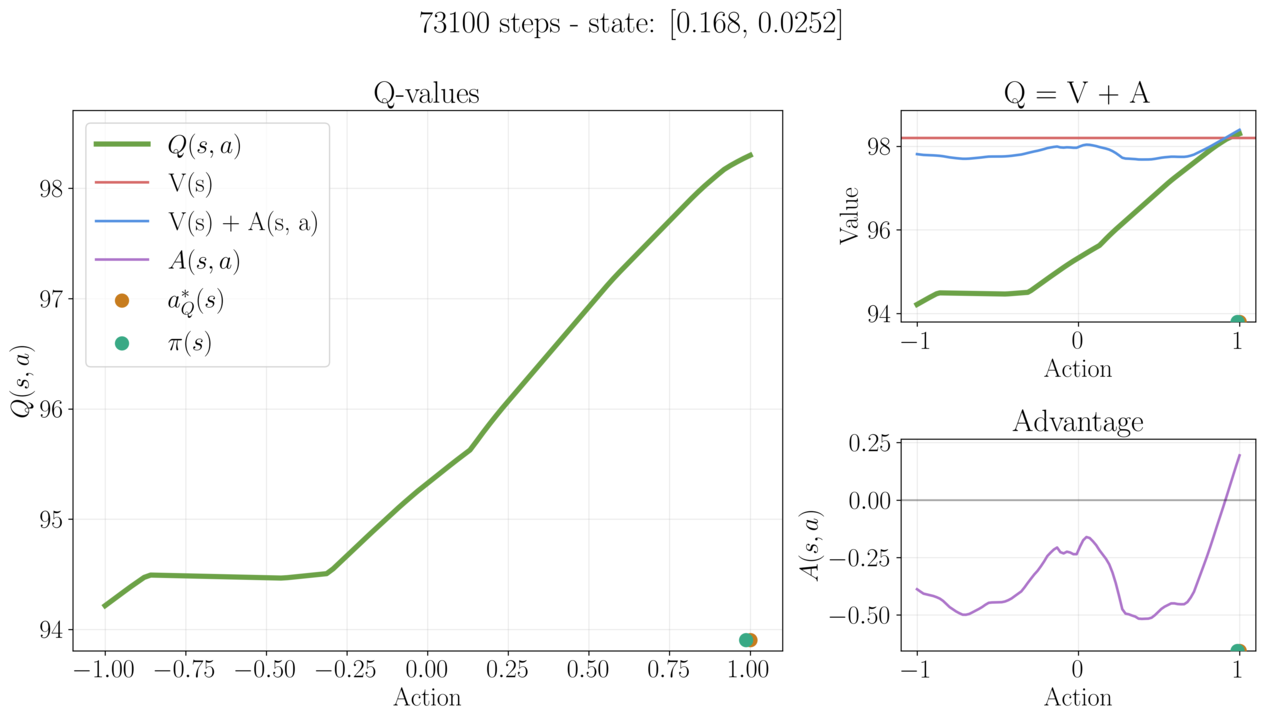 73100 steps - state: [0.168, 0.0252]
Q-values
Q(s, a)
98
97
96
95
94
−1.00
−0.75
−0.50
−0.25
0.00
0.25
0.50
0.75
1.00
Action
Q(s, a)
V(s)
V(s) + A(s, a)
A(s, a)
a*Q(s)
π(s)
Q = V + A
Value
98
96
94
−1
0
1
Action
Advantage
A(s, a)
0.25
0.00
−0.25
−0.50
−1
0
1
Action